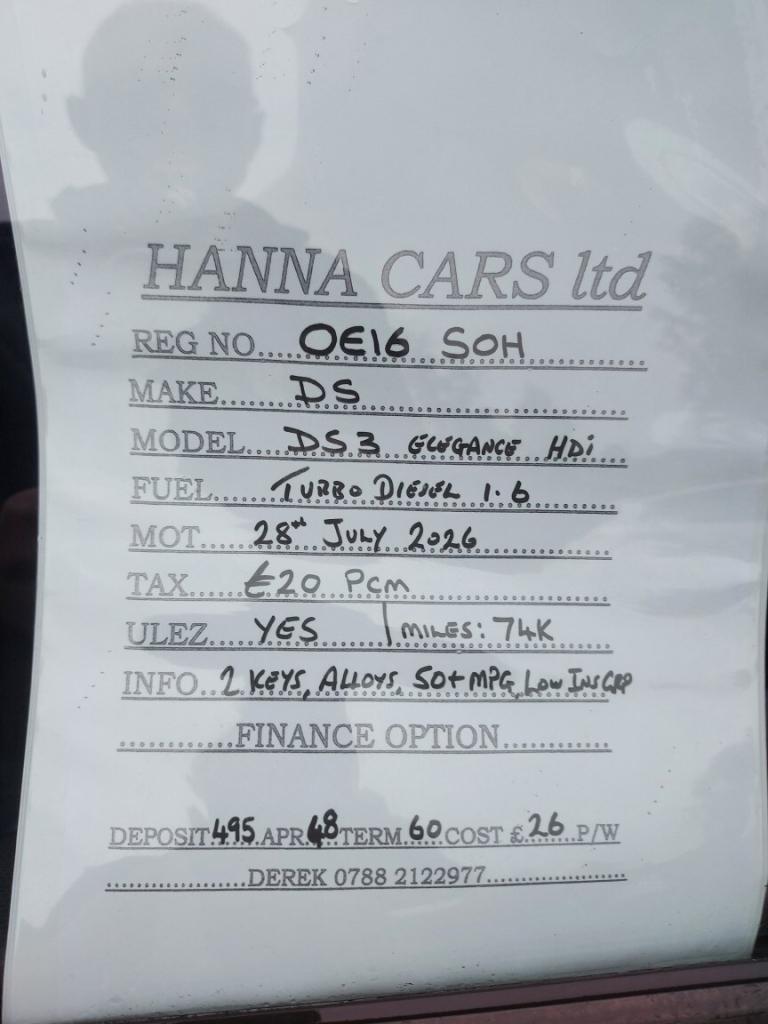 HANNA CARS ltd
REG NO....OE16 SOH
MAKE......DS
MODEL....DS3 ELEGANCE HDi
FUEL......TURBO DIESEL 1.6
MOT.....28th JULY 2026
TAX.....£20 PCM
ULEZ.....YES | MILES: 74K
INFO..2 KEYS, ALLOYS, 50+ MPG, LOW INS GRP
............FINANCE OPTION............
DEPOSIT.495.APR.48.TERM.60.COST £.26..P/W
..................DEREK 0788 2122977..................